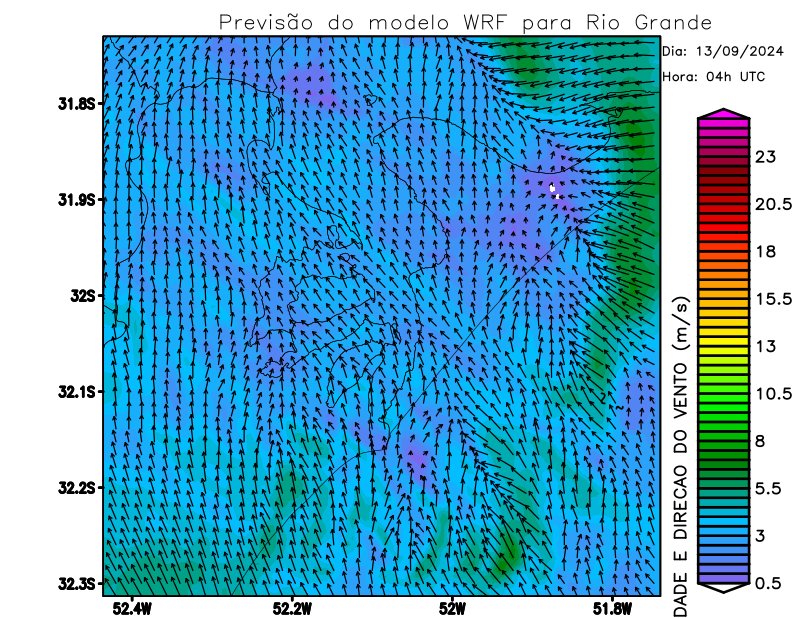 Previsão do modelo WRF para Rio Grande
Dia: 13/09/2024
Hora: 04h UTC
31.8S
31.9S
32S
32.1S
32.2S
32.3S
52.4W
52.2W
52W
51.8W
23
20.5
18
15.5
13
10.5
8
5.5
3
0.5
DADE E DIRECAO DO VENTO (m/s)